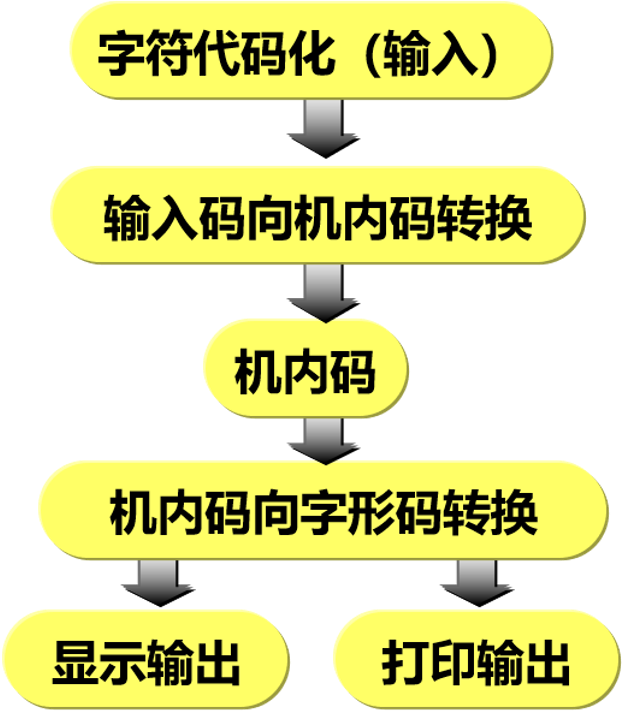 字符代码化（输入）
输入码向机内码转换
机内码
机内码向字形码转换
显示输出
打印输出